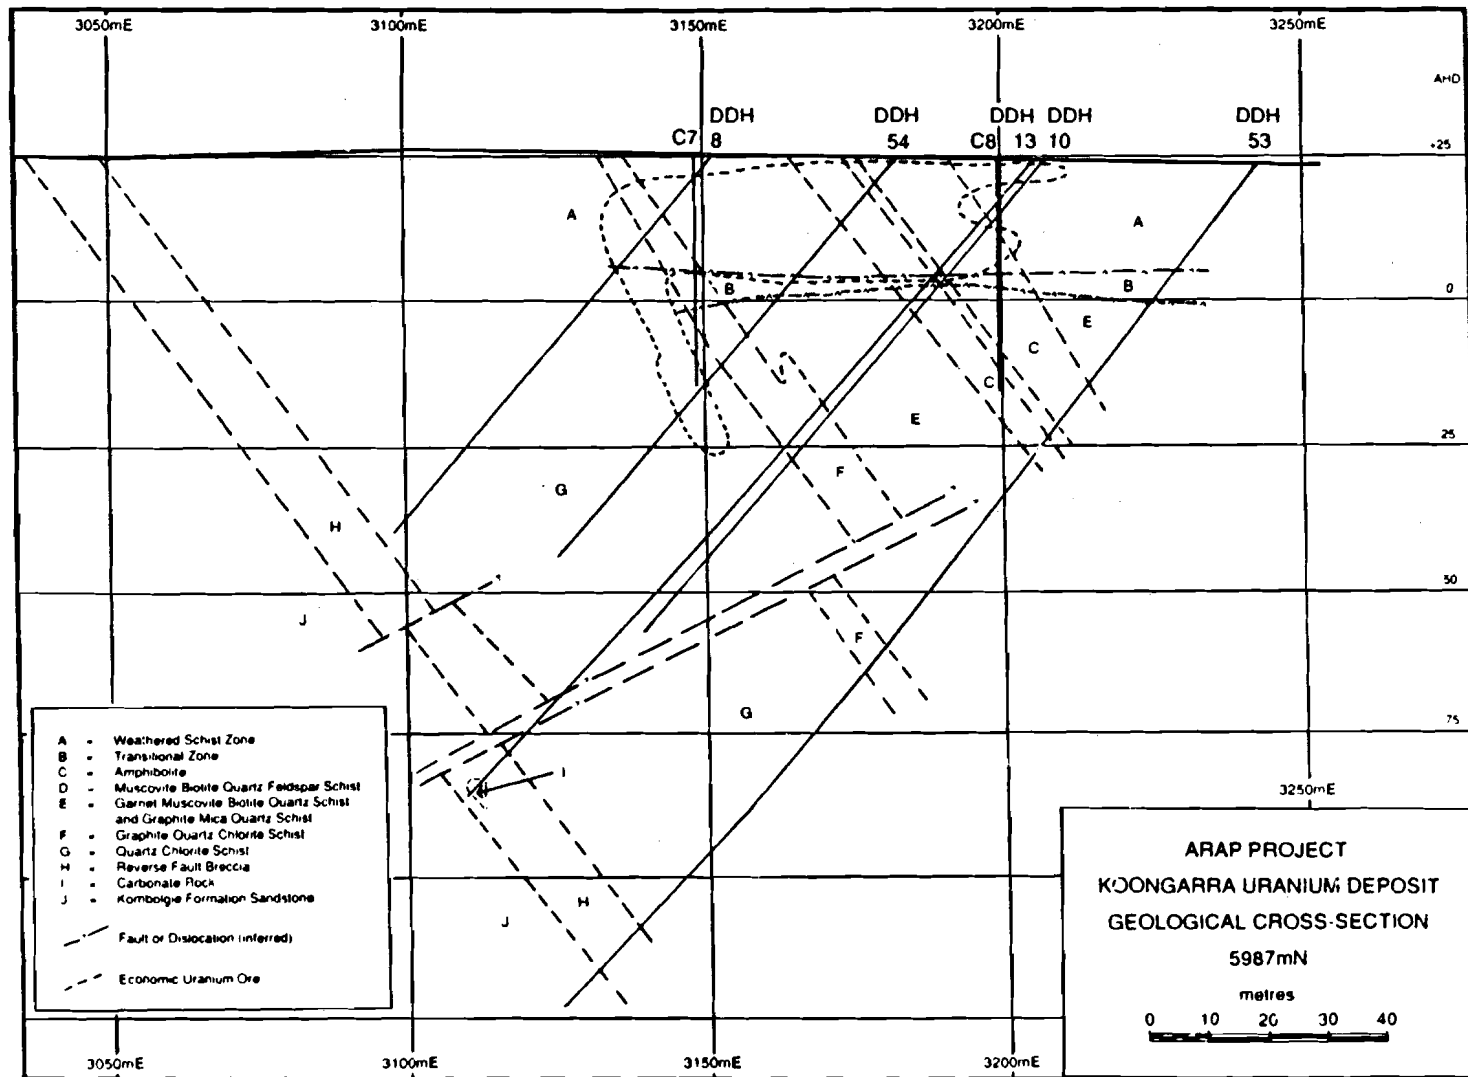 3050mE 3100mE 3150mE 3200mE 3250mE
AHD
DDH DDH DDH DDH DDH
C7 8 54 C8 13 10 53
+25
A A
B B
0
E
C
C
E
25
F
G
H
50
J
F
G
75
I
3250mE
H
J
A - Weathered Schist Zone
B - Transitional Zone
C - Amphibolite
D - Muscovite Biotite Quartz Feldspar Schist
E - Garnet Muscovite Biotite Quartz Schist
and Graphite Mica Quartz Schist
F - Graphite Quartz Chlorite Schist
G - Quartz Chlorite Schist
H - Reverse Fault Breccia
I - Carbonate Rock
J - Kombolgie Formation Sandstone
Fault or Dislocation (inferred)
Economic Uranium Ore
ARAP PROJECT
KOONGARRA URANIUM DEPOSIT
GEOLOGICAL CROSS-SECTION
5987mN
metres
0 10 20 30 40
3050mE 3100mE 3150mE 3200mE